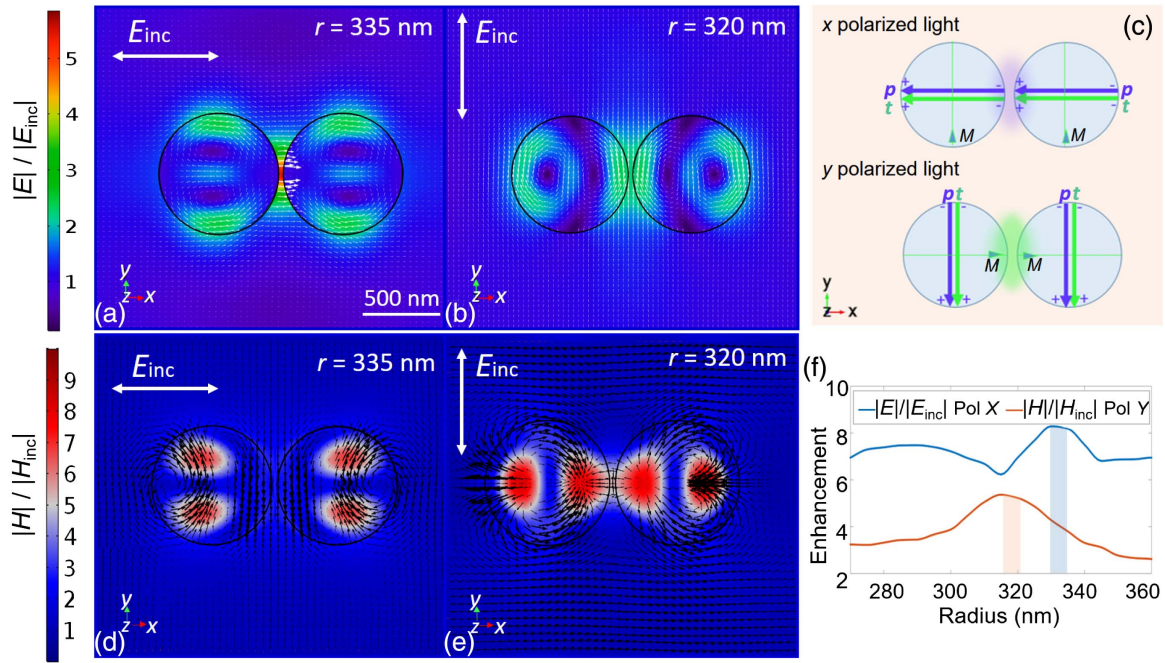 |E| / |E_inc|
5
4
3
2
1
E_inc
r = 335 nm
y
z x
500 nm
(a)
E_inc
r = 320 nm
y
z x
(b)
(c)
x polarized light
+ - + - p
p
t + - + - t
M M
y polarized light
p t p t
- - - -
M M
+ + + +
y
z x
|H| / |H_inc|
9
8
7
6
5
4
3
2
1
E_inc
r = 335 nm
y
z x
(d)
E_inc
r = 320 nm
y
z x
(e)
(f)
|E|/|E_inc| Pol X |H|/|H_inc| Pol Y
Enhancement
10
8
6
4
2
280 300 320 340 360
Radius (nm)